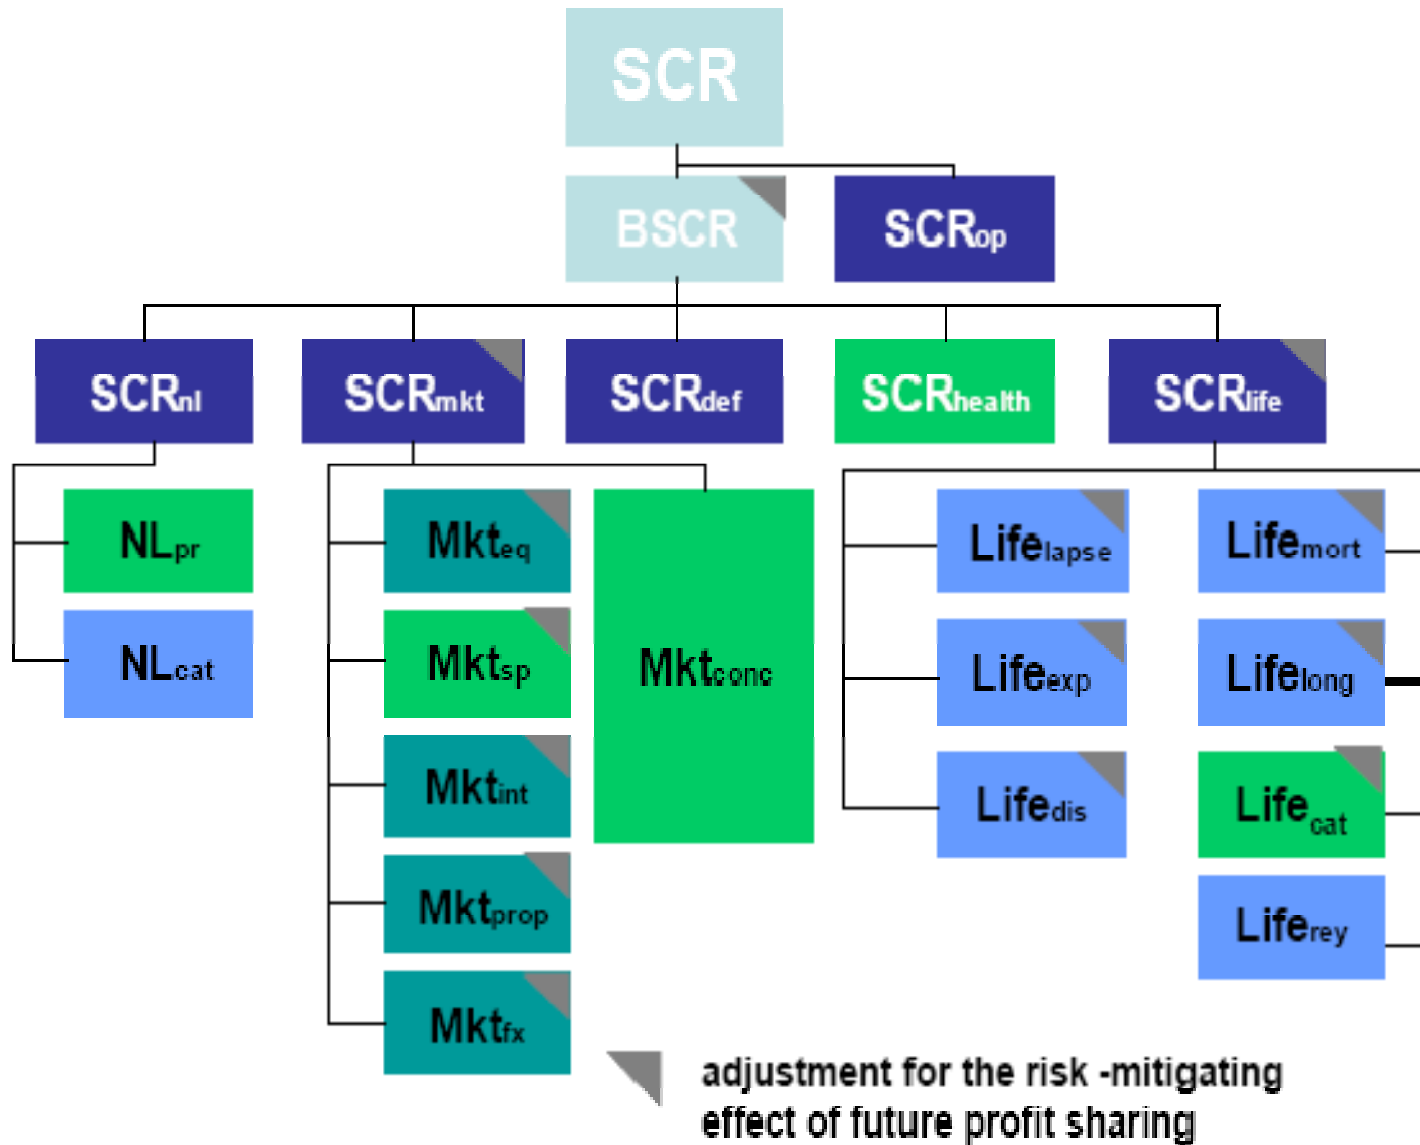 SCR
BSCR
SCRop
SCRnl
SCRmkt
SCRdef
SCRhealth
SCRlife
NLpr
NLcat
Mkteq
Mktsp
Mktint
Mktprop
Mktfx
Mktconc
Lifelapse
Lifeexp
Lifedis
Lifemort
Lifelong
Lifecat
Liferey
adjustment for the risk -mitigating
effect of future profit sharing